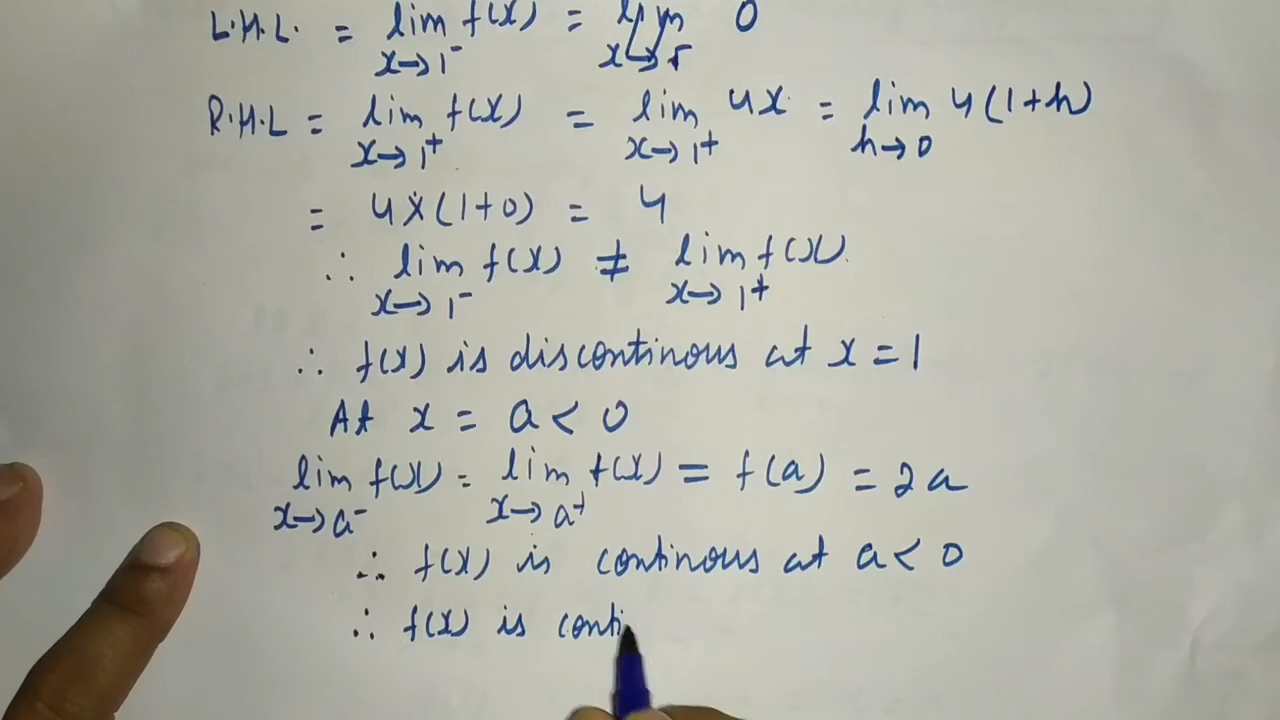 L.H.L. = lim f(x) = lim 0
x→1⁻ x→1⁻
R.H.L = lim f(x) = lim 4x = lim 4(1+h)
x→1⁺ x→1⁺ h→0
= 4×(1+0) = 4
∴ lim f(x) ≠ lim f(x)
x→1⁻ x→1⁺
∴ f(x) is discontinous at x = 1
At x = a < 0
lim f(x) = lim f(x) = f(a) = 2a
x→a⁻ x→a⁺
∴ f(x) is continous at a < 0
∴ f(x) is conti